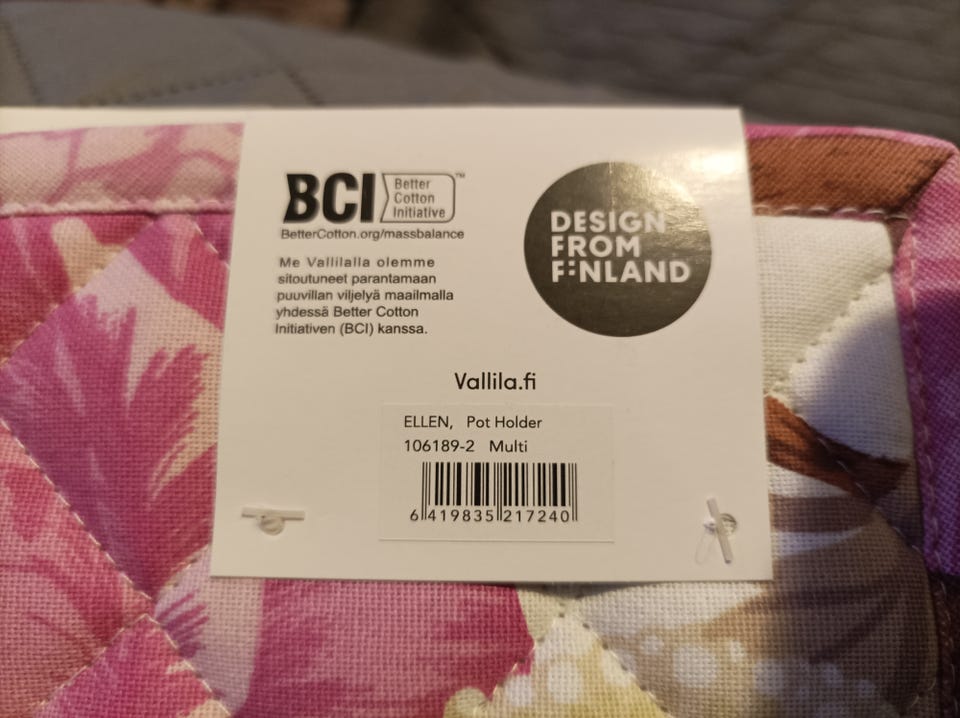 BCI Better Cotton Initiative™
BetterCotton.org/massbalance
Me Vallilalla olemme
sitoutuneet parantamaan
puuvillan viljelyä maailmalla
yhdessä Better Cotton
Initiativen (BCI) kanssa.
DESIGN
FROM
FINLAND
Vallila.fi
ELLEN, Pot Holder
106189-2 Multi
6 419835 217240